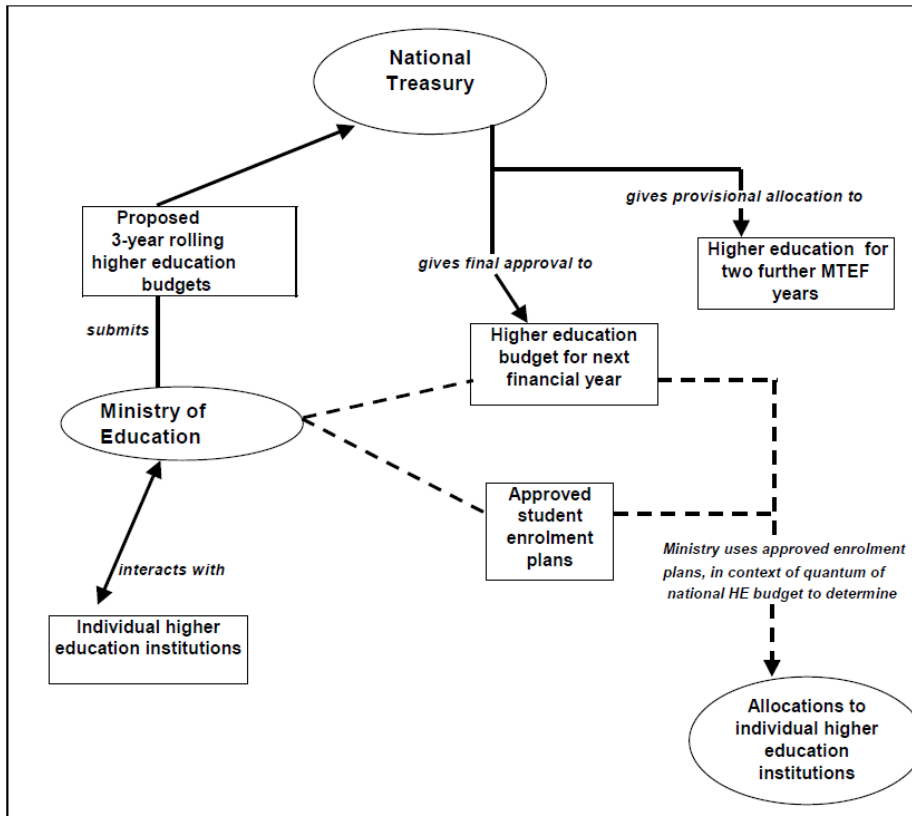 National
Treasury
gives provisional allocation to
Proposed
3-year rolling
higher education
budgets
Higher education for
two further MTEF
years
gives final approval to
submits
Higher education
budget for next
financial year
Ministry of
Education
Approved
student
enrolment
plans
Ministry uses approved enrolment
plans, in context of quantum of
national HE budget to determine
interacts with
Individual higher
education institutions
Allocations to
individual higher
education
institutions